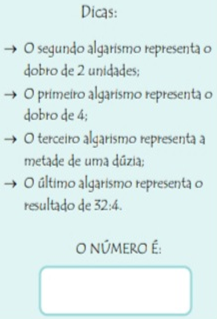 Dicas:
→ O segundo algarismo representa o
dobro de 2 unidades;
→ O primeiro algarismo representa o
dobro de 4;
→ O terceiro algarismo representa a
metade de uma dúzia;
→ O último algarismo representa o
resultado de 32:4.
O NÚMERO É: